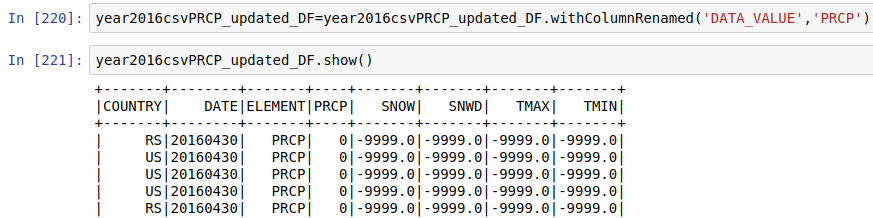 In [220]: year2016csvPRCP_updated_DF=year2016csvPRCP_updated_DF.withColumnRenamed('DATA_VALUE','PRCP')
In [221]: year2016csvPRCP_updated_DF.show()
+-------+--------+-------+----+-------+-------+-------+-------+
|COUNTRY|    DATE|ELEMENT|PRCP|   SNOW|   SNWD|   TMAX|   TMIN|
+-------+--------+-------+----+-------+-------+-------+-------+
|     RS|20160430|   PRCP|   0|-9999.0|-9999.0|-9999.0|-9999.0|
|     US|20160430|   PRCP|   0|-9999.0|-9999.0|-9999.0|-9999.0|
|     US|20160430|   PRCP|   0|-9999.0|-9999.0|-9999.0|-9999.0|
|     US|20160430|   PRCP|   0|-9999.0|-9999.0|-9999.0|-9999.0|
|     RS|20160430|   PRCP|   0|-9999.0|-9999.0|-9999.0|-9999.0|